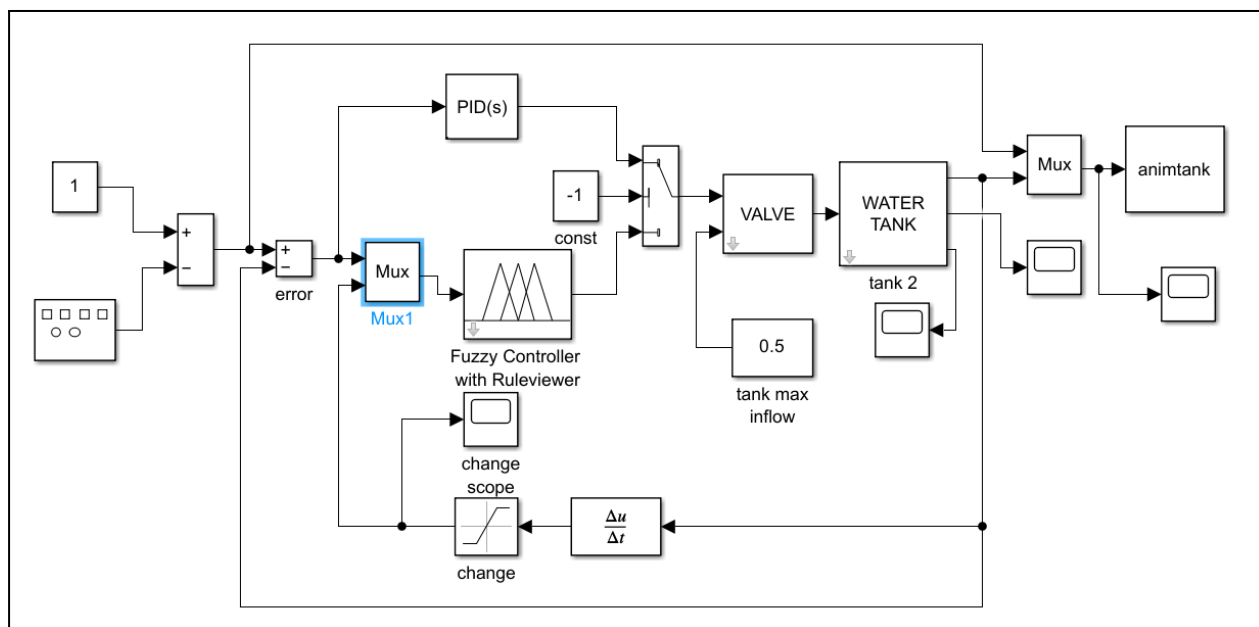 PID(s)
1
+
−
-1
const
+
−
error
Mux
Mux1
Fuzzy Controller
with Ruleviewer
VALVE
WATER
TANK
tank 2
Mux
animtank
0.5
tank max
inflow
change
scope
change
Δu
Δt